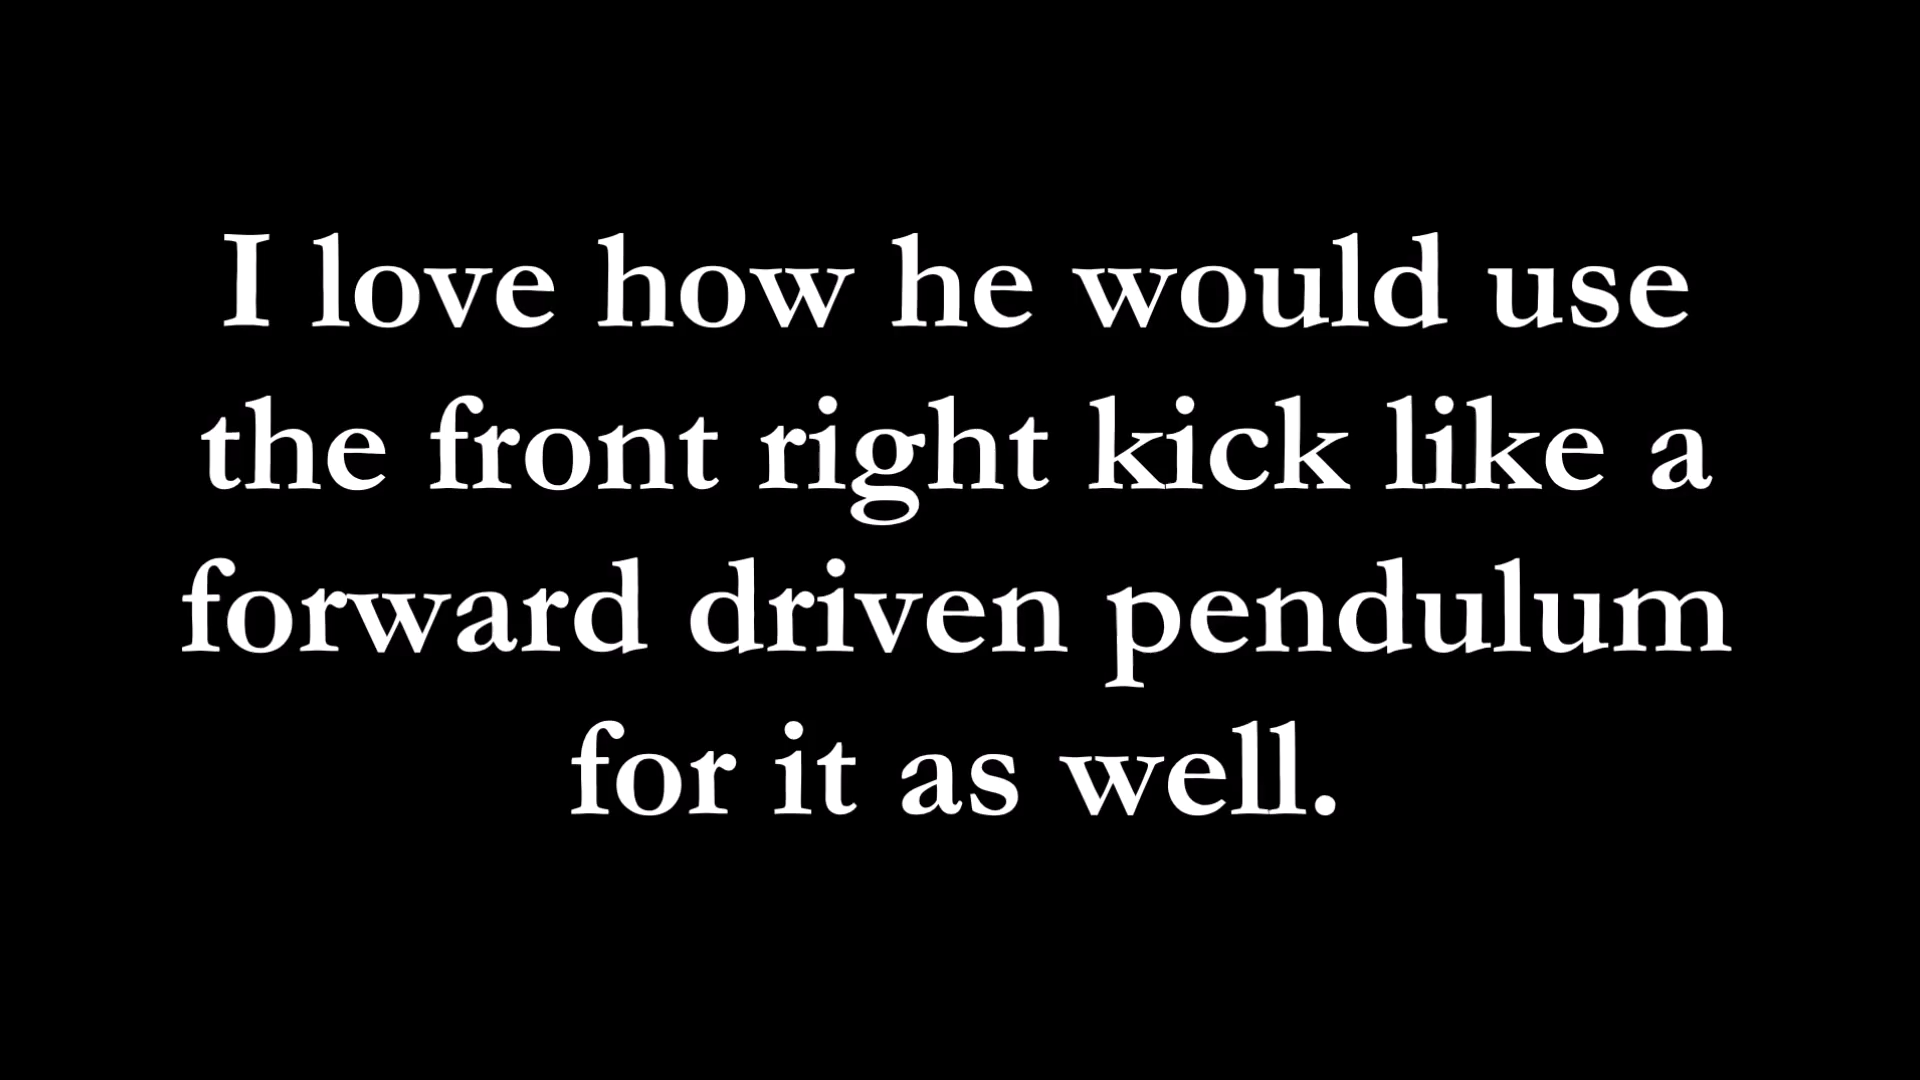 I love how he would use
the front right kick like a
forward driven pendulum
for it as well.